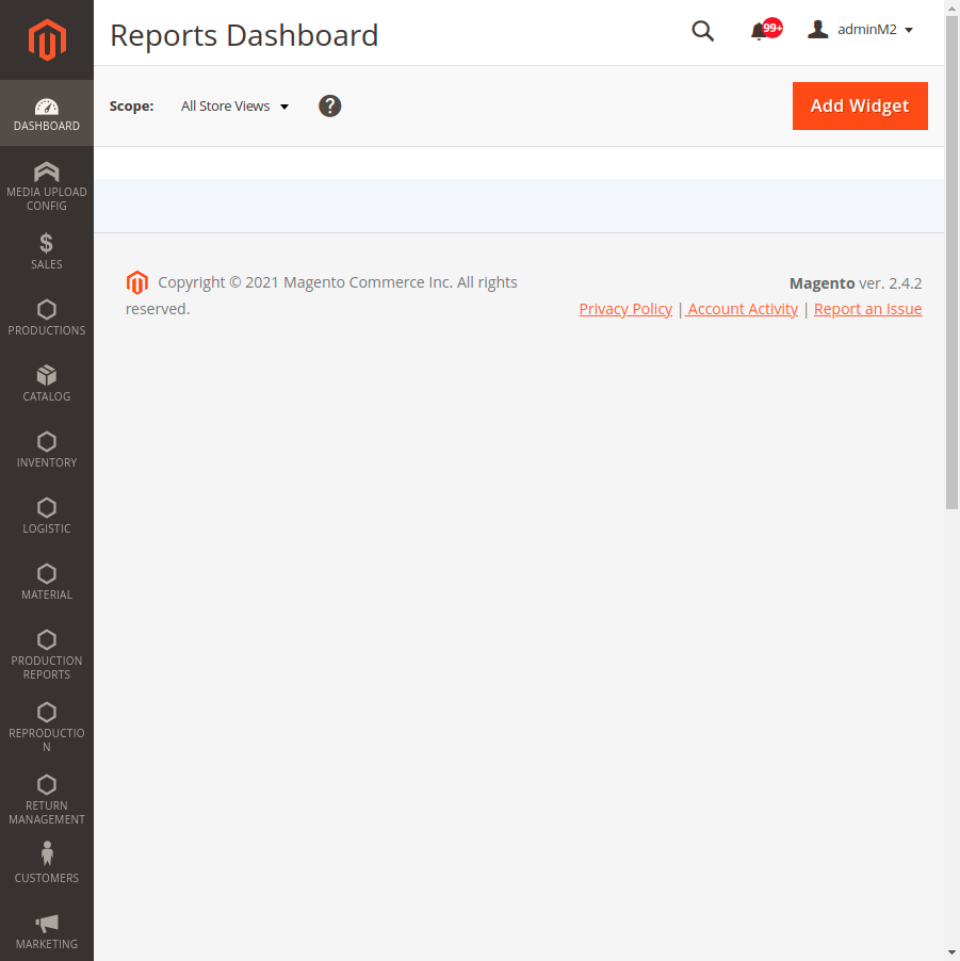 Reports Dashboard
99+
adminM2
Scope:
All Store Views
?
Add Widget
DASHBOARD
MEDIA UPLOAD
CONFIG
SALES
PRODUCTIONS
CATALOG
INVENTORY
LOGISTIC
MATERIAL
PRODUCTION
REPORTS
REPRODUCTIO
N
RETURN
MANAGEMENT
CUSTOMERS
MARKETING
Copyright © 2021 Magento Commerce Inc. All rights
reserved.
Magento ver. 2.4.2
Privacy Policy | Account Activity | Report an Issue